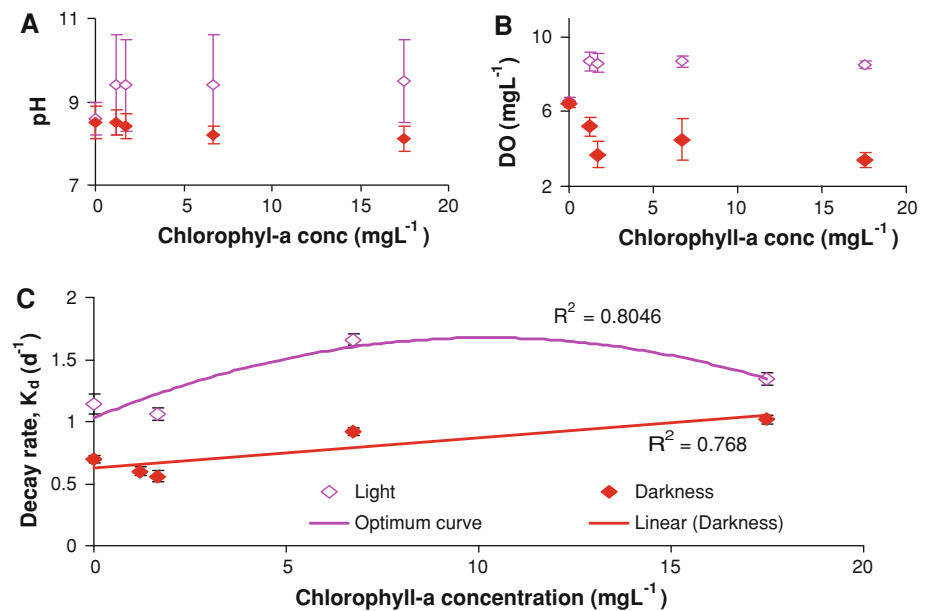 A
11
9
7
pH
0 5 10 15 20
Chlorophyl-a conc (mgL⁻¹)
B
10
6
2
DO (mgL⁻¹)
0 5 10 15 20
Chlorophyll-a conc (mgL⁻¹)
C
2
1.5
1
0.5
0
Decay rate, K_d (d⁻¹)
R² = 0.8046
R² = 0.768
Light
Darkness
Optimum curve
Linear (Darkness)
0 5 10 15 20
Chlorophyll-a concentration (mgL⁻¹)